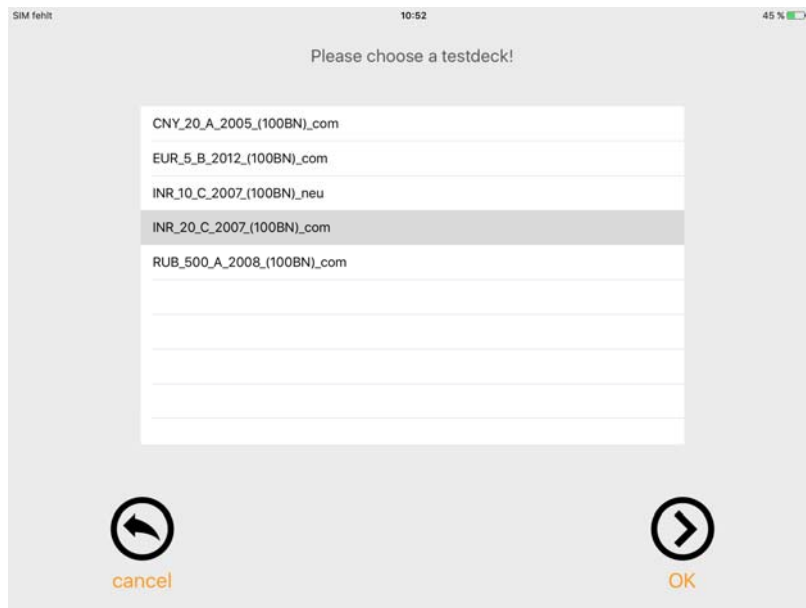 SIM fehlt 10:52 45 %
Please choose a testdeck!
CNY_20_A_2005_(100BN)_com
EUR_5_B_2012_(100BN)_com
INR_10_C_2007_(100BN)_neu
INR_20_C_2007_(100BN)_com
RUB_500_A_2008_(100BN)_com
cancel OK